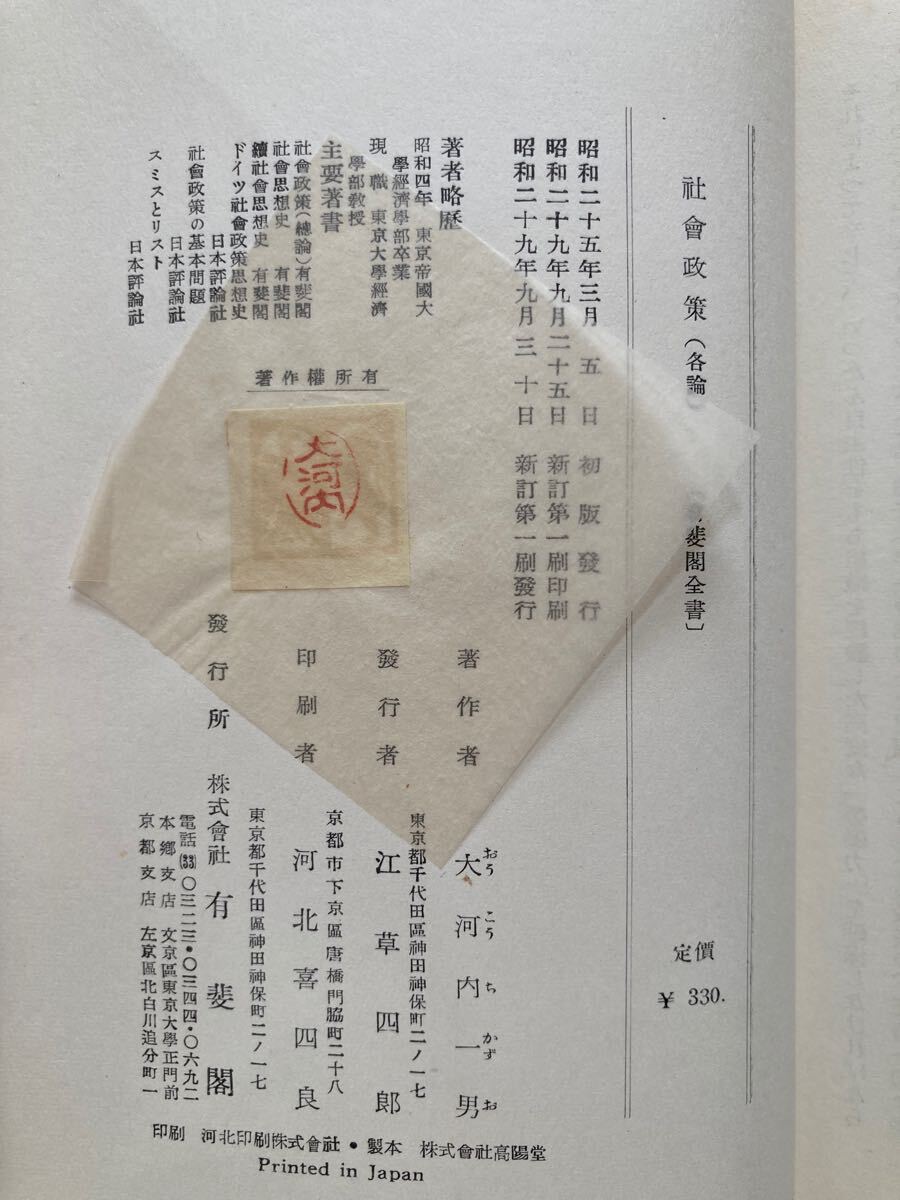 社會政策(各論)
斐閣全書〕
定價
¥ 330.
昭和二十五年三月五日 初版發行
昭和二十九年九月二十五日 新訂第一刷印刷
昭和二十九年九月三十日 新訂第一刷發行
著者略歷
昭和四年 東京帝國大
學經濟學部卒業
現職 東京大學經濟
學部教授
主要著書
社會政策(總論)有斐閣
社會思想史 有斐閣
續社會思想史 有斐閣
ドイツ社會政策思想史
日本評論社
社會政策の基本問題
日本評論社
スミスとリスト
日本評論社
著作權所有
大河内
著作者 大河内一男
おうこうちかずお
東京都千代田區神田神保町二ノ一七
發行者 江草四郎
京都市下京區唐橋門脇町二十八
印刷者 河北喜四良
東京都千代田區神田神保町二ノ一七
發行所 株式會社 有斐閣
電話(33)〇三二三・〇三四四・〇六九二
本鄕支店 文京區東京大學正門前
京都支店 左京區北白川追分町一
印刷 河北印刷株式會社・製本 株式會社高陽堂
Printed in Japan